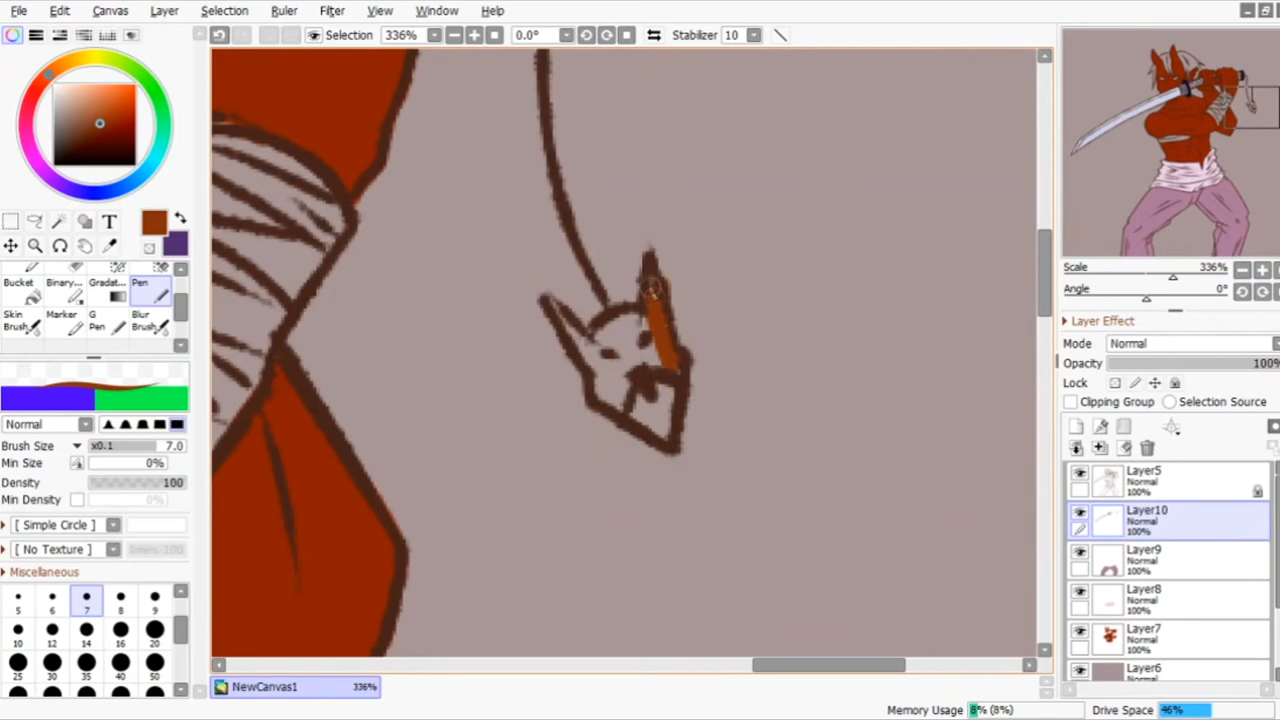 File Edit Canvas Layer Selection Ruler Filter View Window Help
Selection 336% 0.0° Stabilizer 10
T
Bucket Binary... Gradat... Pen
Skin Brush Marker G Pen Blur Brush
Normal
Brush Size x0.1 7.0
Min Size 0%
Density 100
Min Density 0%
[ Simple Circle ]
[ No Texture ] Intens. 100
Miscellaneous
5 6 7 8 9
10 12 14 16 20
25 30 35 40 50
NewCanvas1 336%
Memory Usage 8% (8%) Drive Space 46%
Scale 336%
Angle 0°
Layer Effect
Mode Normal
Opacity 100%
Lock
Clipping Group Selection Source
Layer5
Normal
100%
Layer10
Normal
100%
Layer9
Normal
100%
Layer8
Normal
100%
Layer7
Normal
100%
Layer6
Normal